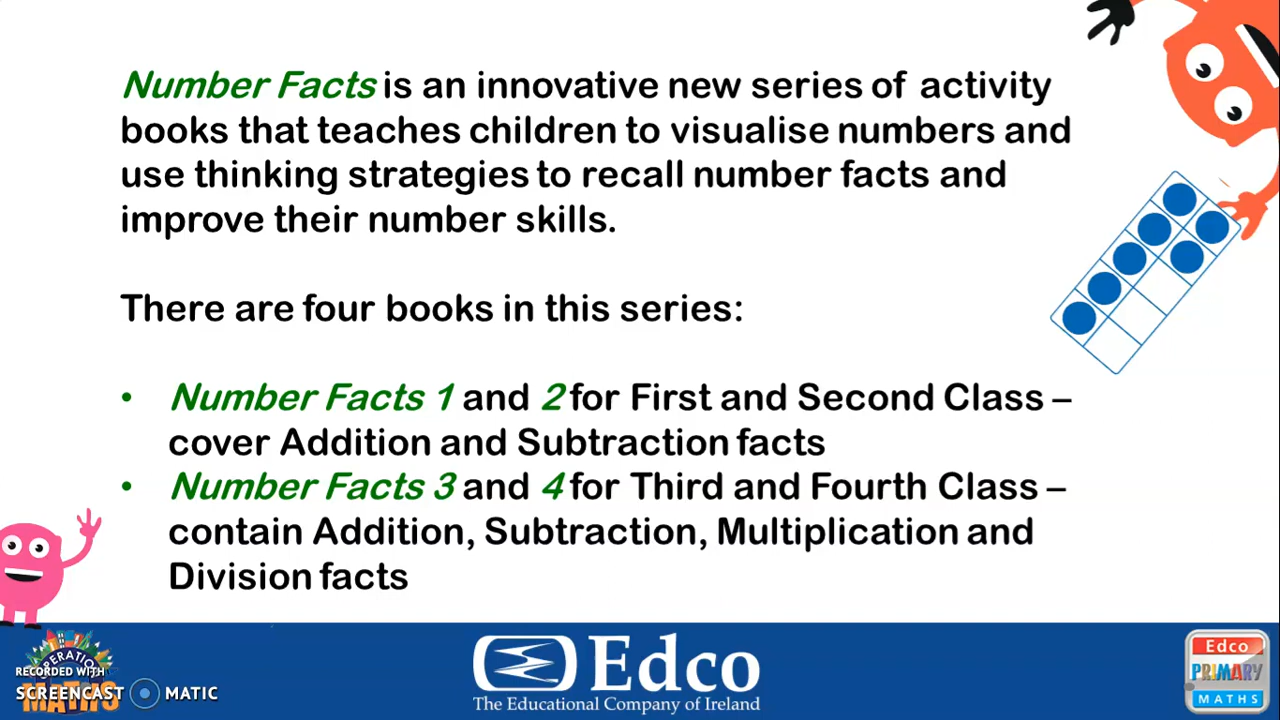 Number Facts is an innovative new series of activity
books that teaches children to visualise numbers and
use thinking strategies to recall number facts and
improve their number skills.
There are four books in this series:
• Number Facts 1 and 2 for First and Second Class –
cover Addition and Subtraction facts
• Number Facts 3 and 4 for Third and Fourth Class –
contain Addition, Subtraction, Multiplication and
Division facts
OPERATION
MATHS
RECORDED WITH
SCREENCAST MATIC
Edco
The Educational Company of Ireland
Edco
PRIMARY
MATHS